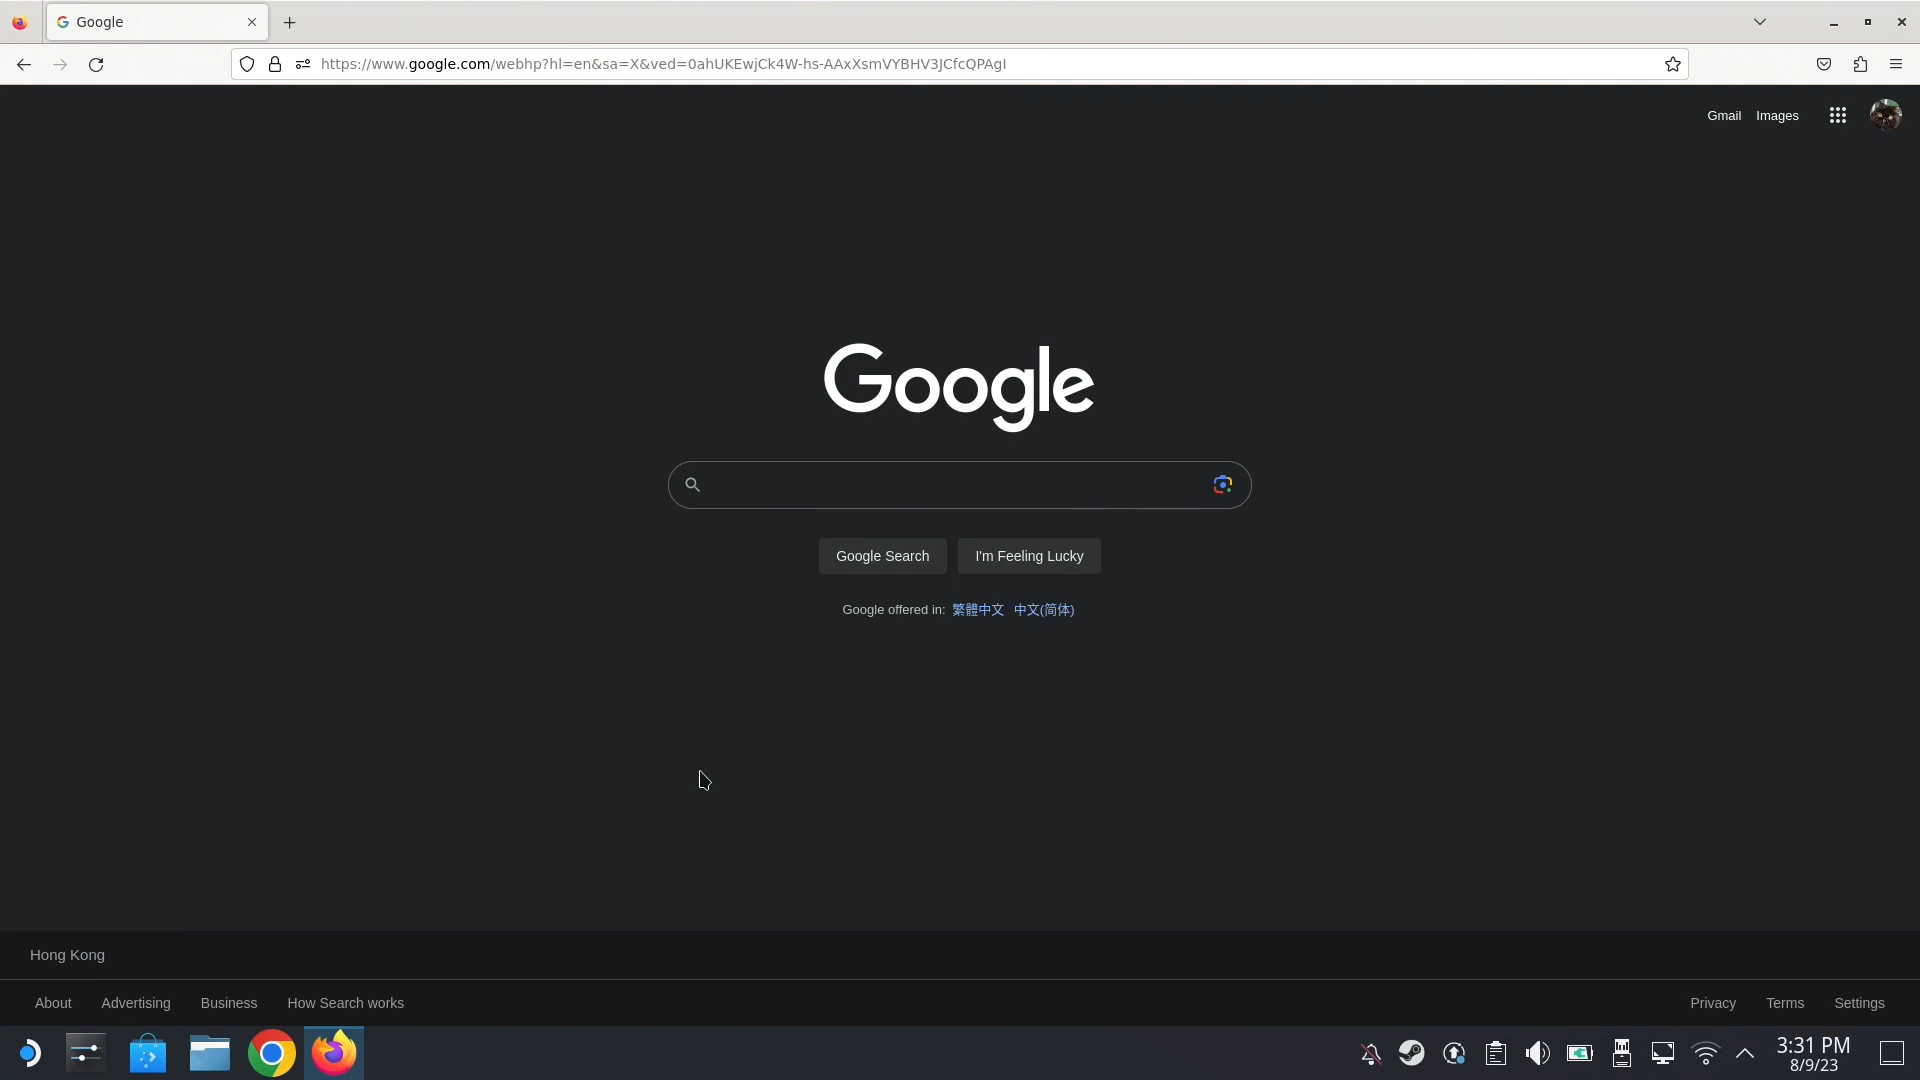 Google
https://www.google.com/webhp?hl=en&sa=X&ved=0ahUKEwjCk4W-hs-AAxXsmVYBHV3JCfcQPAgI
Gmail Images
Google
Google Search I'm Feeling Lucky
Google offered in: 繁體中文 中文(简体)
Hong Kong
About Advertising Business How Search works Privacy Terms Settings
3:31 PM
8/9/23